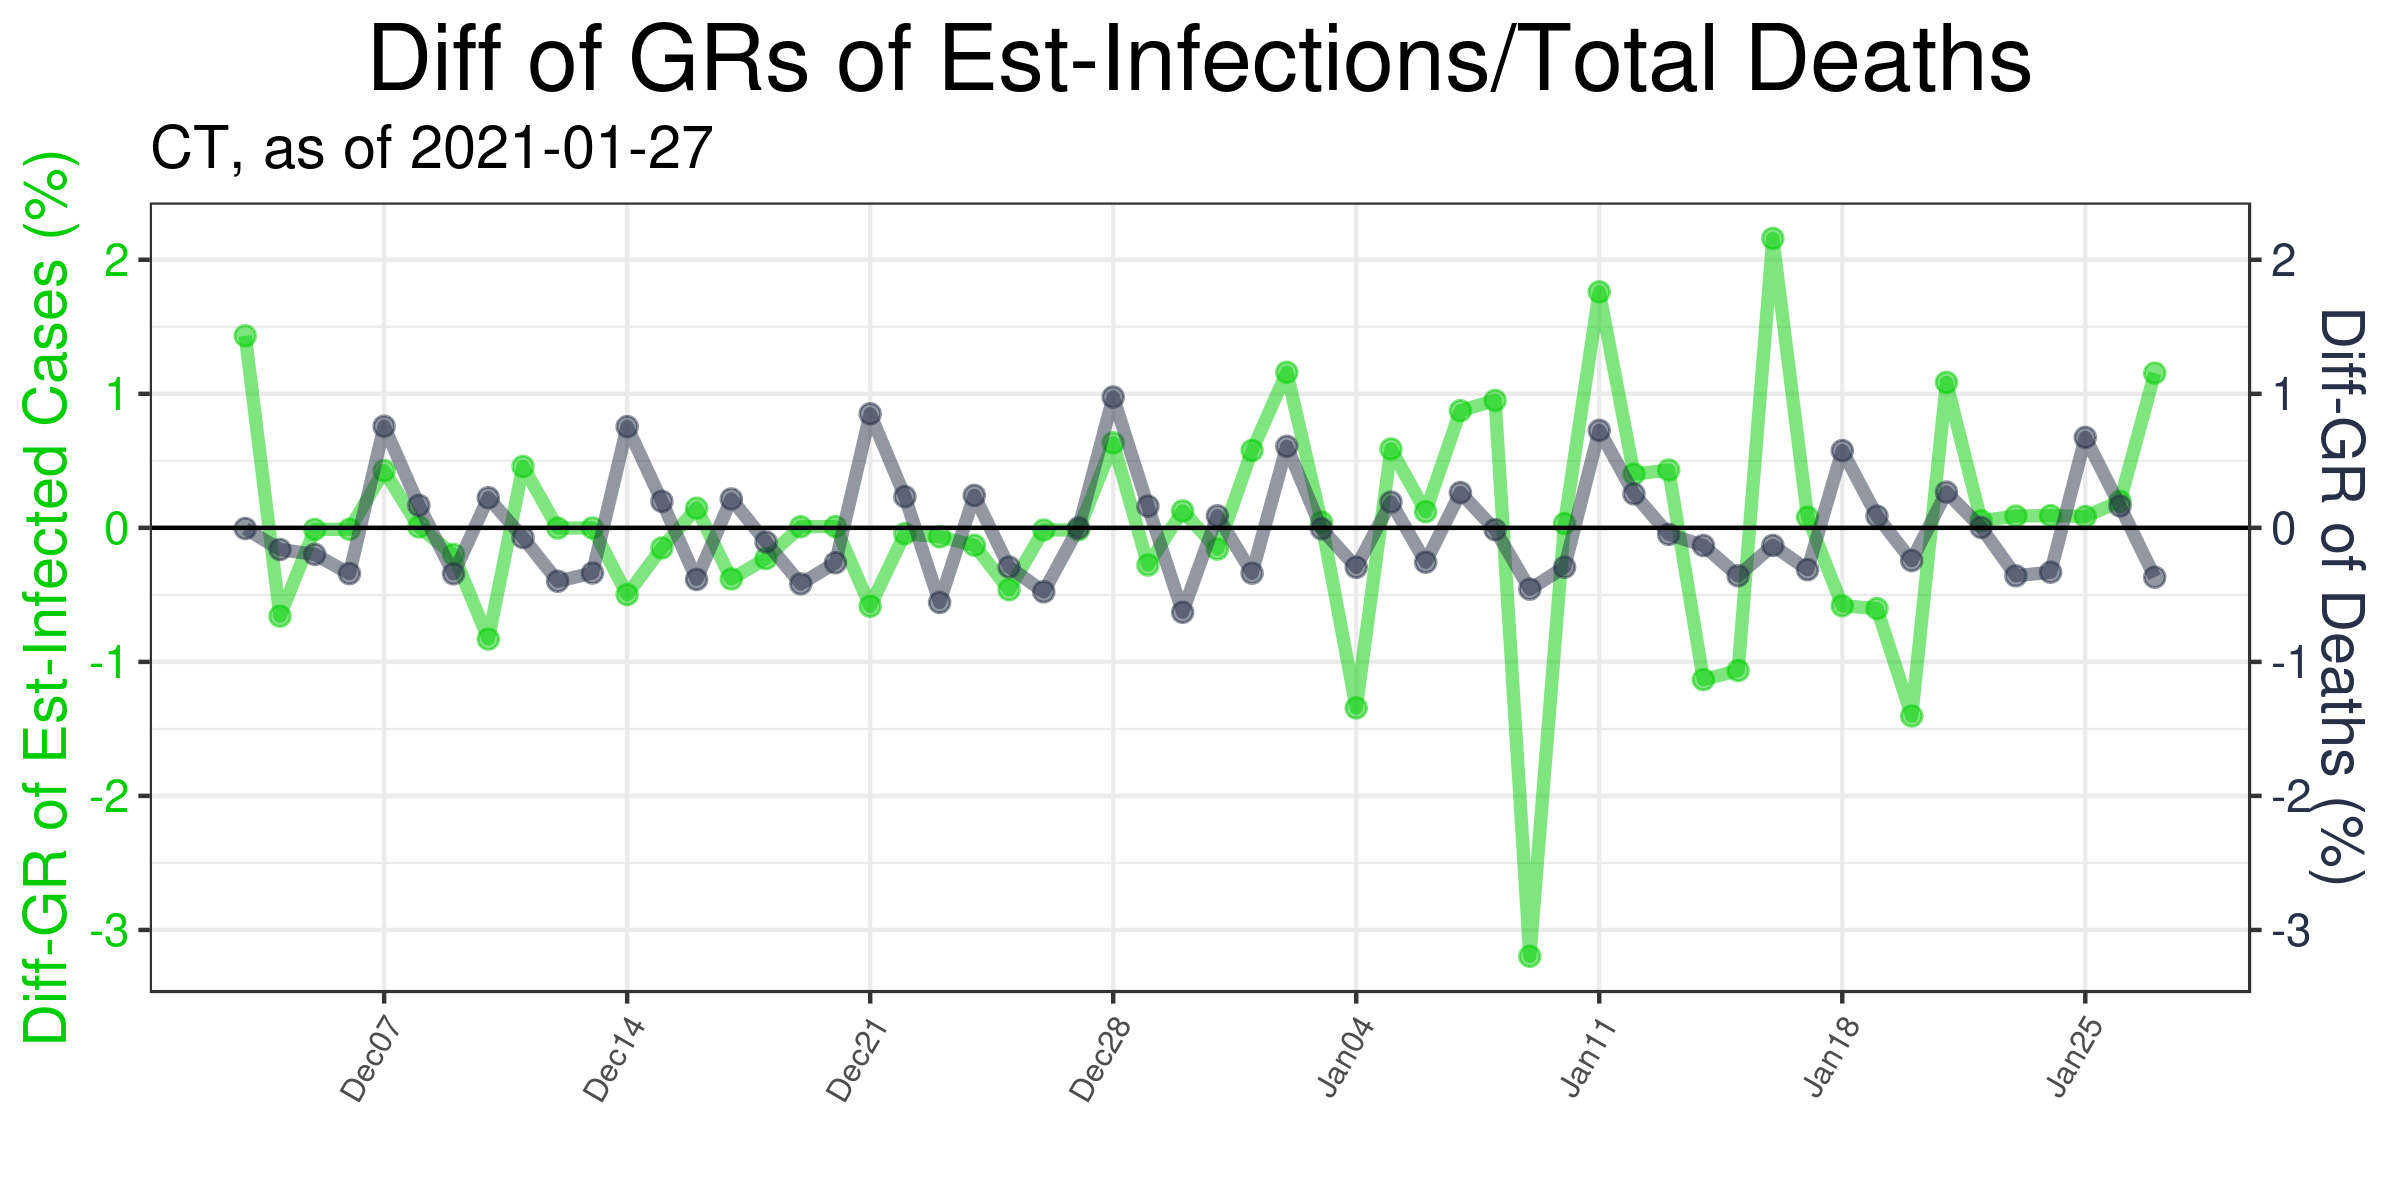 Diff of GRs of Est-Infections/Total Deaths
CT, as of 2021-01-27
Diff-GR of Est-Infected Cases (%)
2
1
0
-1
-2
-3
2
1
0
-1
-2
-3
Diff-GR of Deaths (%)
Dec07
Dec14
Dec21
Dec28
Jan04
Jan11
Jan18
Jan25